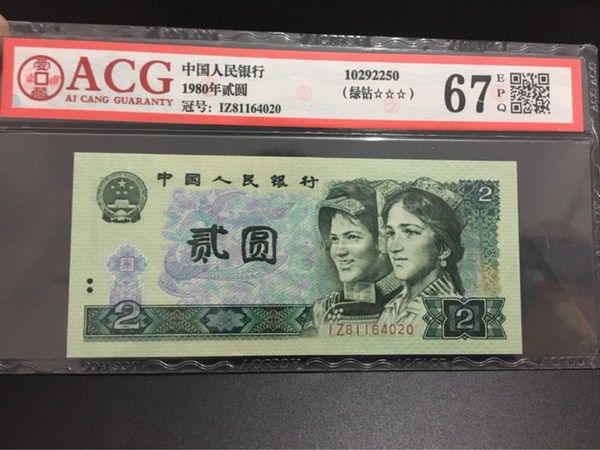 ACG
AI CANG GUARANTY
中国人民银行
1980年贰圆
冠号: IZ81164020
10292250
(绿钻☆☆☆)
67
EPQ
中国人民银行
2
贰圆
2
IZ81164020
2